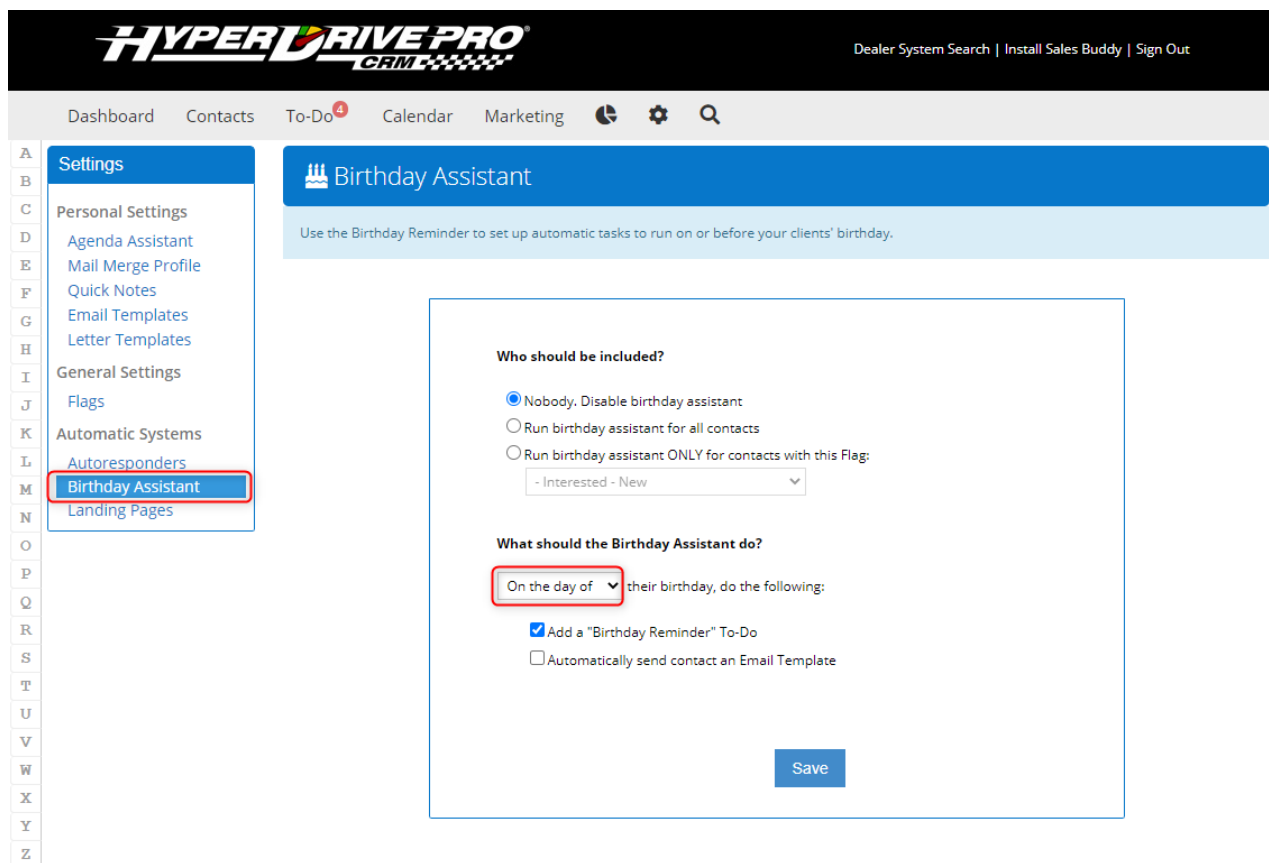 HYPERDRIVE PRO®
CRM
Dealer System Search | Install Sales Buddy | Sign Out
Dashboard Contacts To-Do 4 Calendar Marketing
A
B
C
D
E
F
G
H
I
J
K
L
M
N
O
P
Q
R
S
T
U
V
W
X
Y
Z
Settings
Personal Settings
Agenda Assistant
Mail Merge Profile
Quick Notes
Email Templates
Letter Templates
General Settings
Flags
Automatic Systems
Autoresponders
Birthday Assistant
Landing Pages
Birthday Assistant
Use the Birthday Reminder to set up automatic tasks to run on or before your clients' birthday.
Who should be included?
Nobody. Disable birthday assistant
Run birthday assistant for all contacts
Run birthday assistant ONLY for contacts with this Flag:
- Interested - New
What should the Birthday Assistant do?
On the day of their birthday, do the following:
Add a "Birthday Reminder" To-Do
Automatically send contact an Email Template
Save